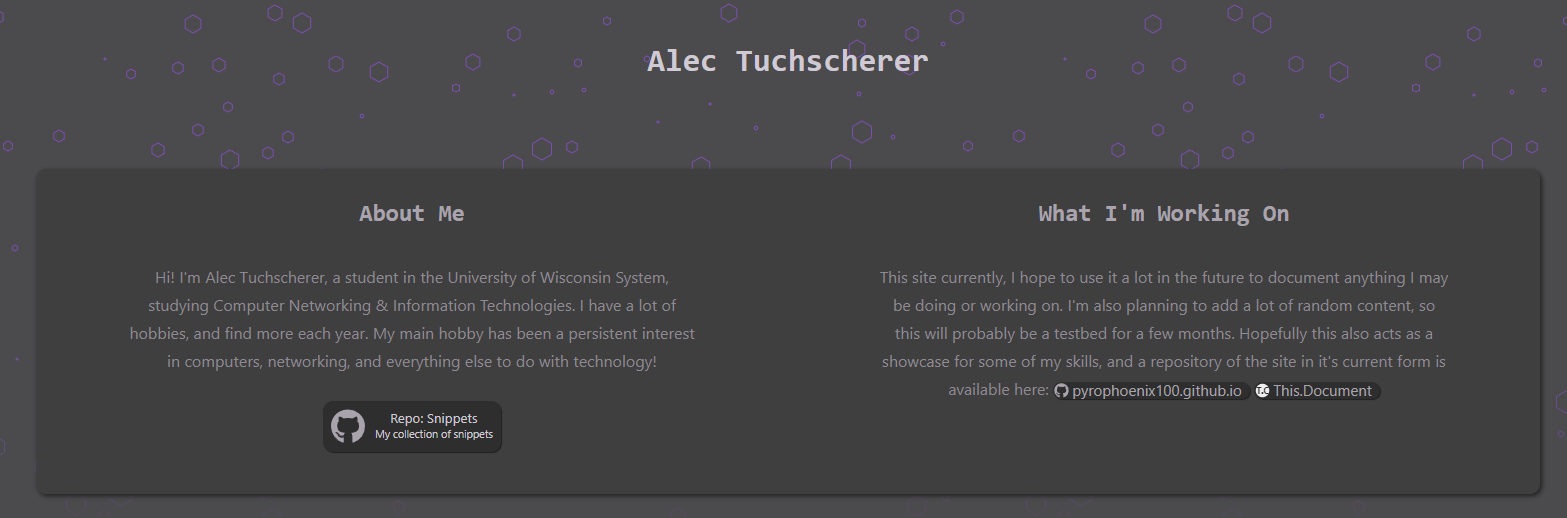 Alec Tuchscherer
About Me
Hi! I'm Alec Tuchscherer, a student in the University of Wisconsin System,
studying Computer Networking & Information Technologies. I have a lot of
hobbies, and find more each year. My main hobby has been a persistent interest
in computers, networking, and everything else to do with technology!
Repo: Snippets
My collection of snippets
What I'm Working On
This site currently, I hope to use it a lot in the future to document anything I may
be doing or working on. I'm also planning to add a lot of random content, so
this will probably be a testbed for a few months. Hopefully this also acts as a
showcase for some of my skills, and a repository of the site in it's current form is
available here: pyrophoenix100.github.io T.C This.Document